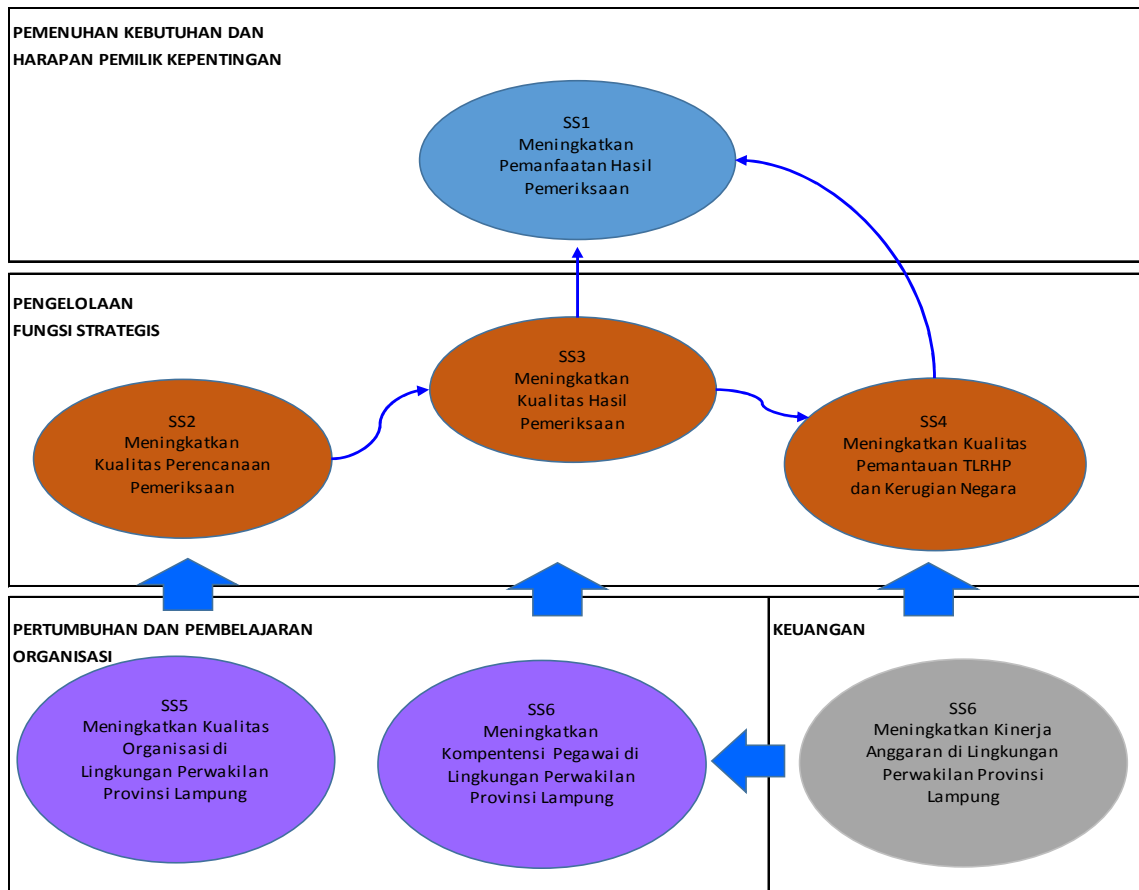 PEMENUHAN KEBUTUHAN DAN
HARAPAN PEMILIK KEPENTINGAN
SS1
Meningkatkan
Pemanfaatan Hasil
Pemeriksaan
PENGELOLAAN
FUNGSI STRATEGIS
SS2
Meningkatkan
Kualitas Perencanaan
Pemeriksaan
SS3
Meningkatkan
Kualitas Hasil
Pemeriksaan
SS4
Meningkatkan Kualitas
Pemantauan TLRHP
dan Kerugian Negara
PERTUMBUHAN DAN PEMBELAJARAN
ORGANISASI
SS5
Meningkatkan Kualitas
Organisasi di
Lingkungan Perwakilan
Provinsi Lampung
SS6
Meningkatkan
Kompentensi Pegawai di
Lingkungan Perwakilan
Provinsi Lampung
KEUANGAN
SS6
Meningkatkan Kinerja
Anggaran di Lingkungan
Perwakilan Provinsi
Lampung